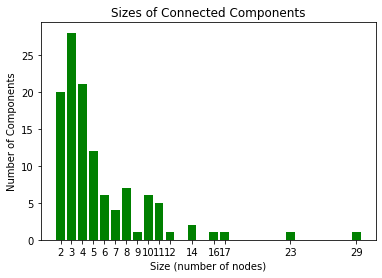 Sizes of Connected Components
Number of Components
25
20
15
10
5
0
2 3 4 5 6 7 8 9 10 11 12 14 16 17 23 29
Size (number of nodes)